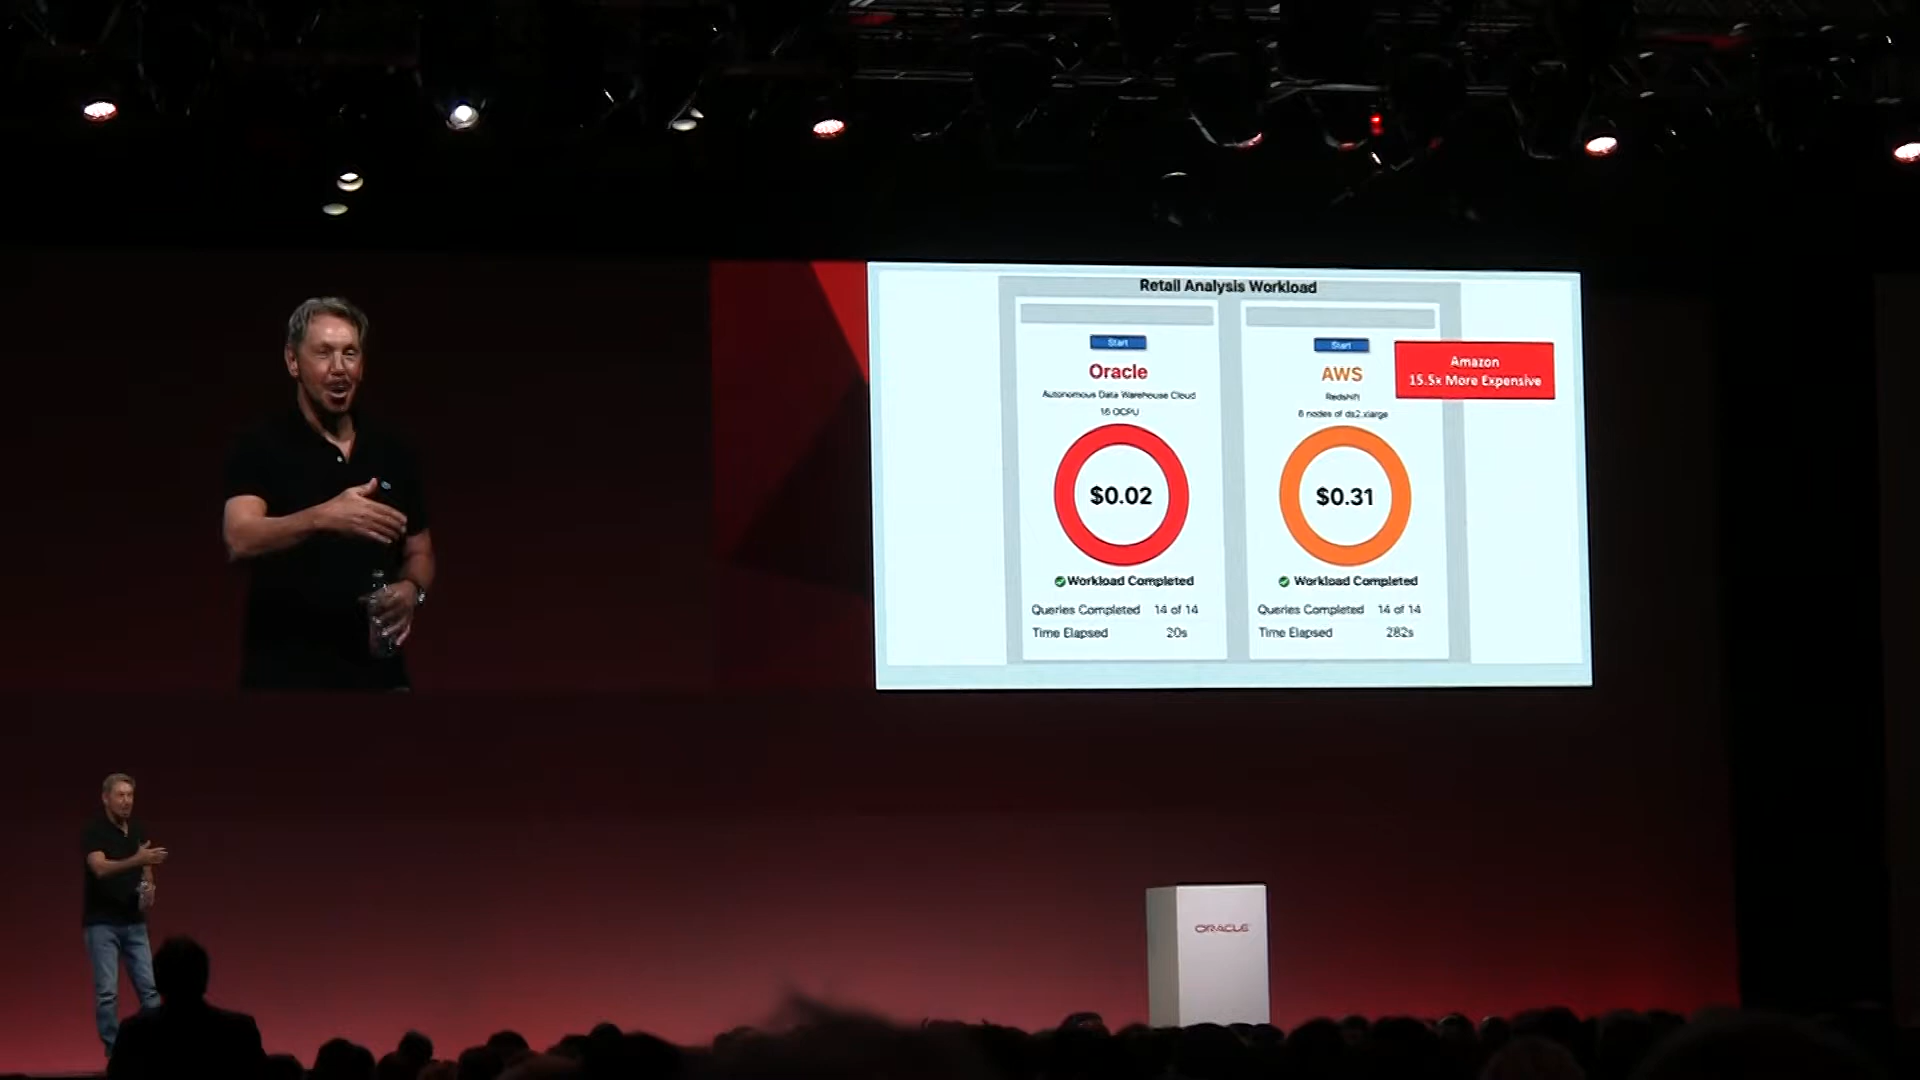 Retail Analysis Workload
Start
Oracle
Autonomous Data Warehouse Cloud
16 OCPU
$0.02
Workload Completed
Queries Completed 14 of 14
Time Elapsed 20s
Start
AWS
Redshift
8 nodes of ds2.xlarge
$0.31
Workload Completed
Queries Completed 14 of 14
Time Elapsed 282s
Amazon
15.5x More Expensive
ORACLE